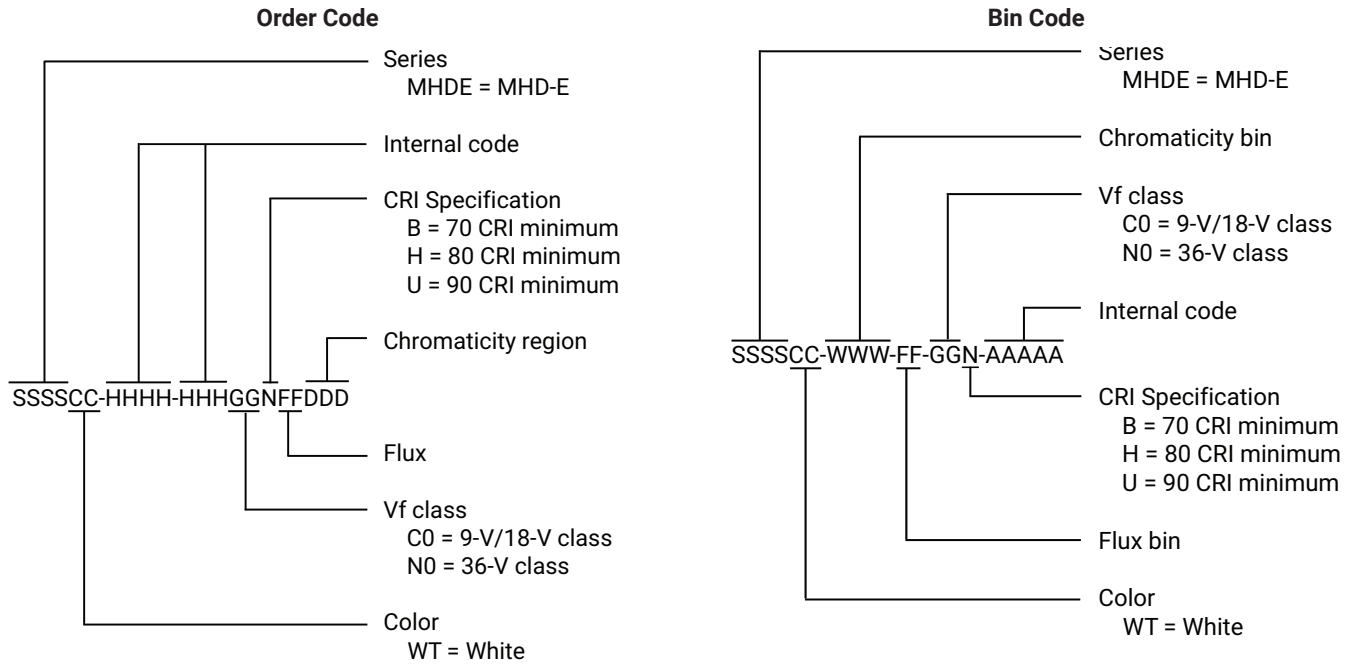 Order Code
Series
MHDE = MHD-E
Internal code
CRI Specification
B = 70 CRI minimum
H = 80 CRI minimum
U = 90 CRI minimum
Chromaticity region
SSSSCC-HHHH-HHHGGNFFDDD
Flux
Vf class
C0 = 9-V/18-V class
N0 = 36-V class
Color
WT = White
Bin Code
Series
MHDE = MHD-E
Chromaticity bin
Vf class
C0 = 9-V/18-V class
N0 = 36-V class
Internal code
SSSSCC-WWW-FF-GGN-AAAAA
CRI Specification
B = 70 CRI minimum
H = 80 CRI minimum
U = 90 CRI minimum
Flux bin
Color
WT = White